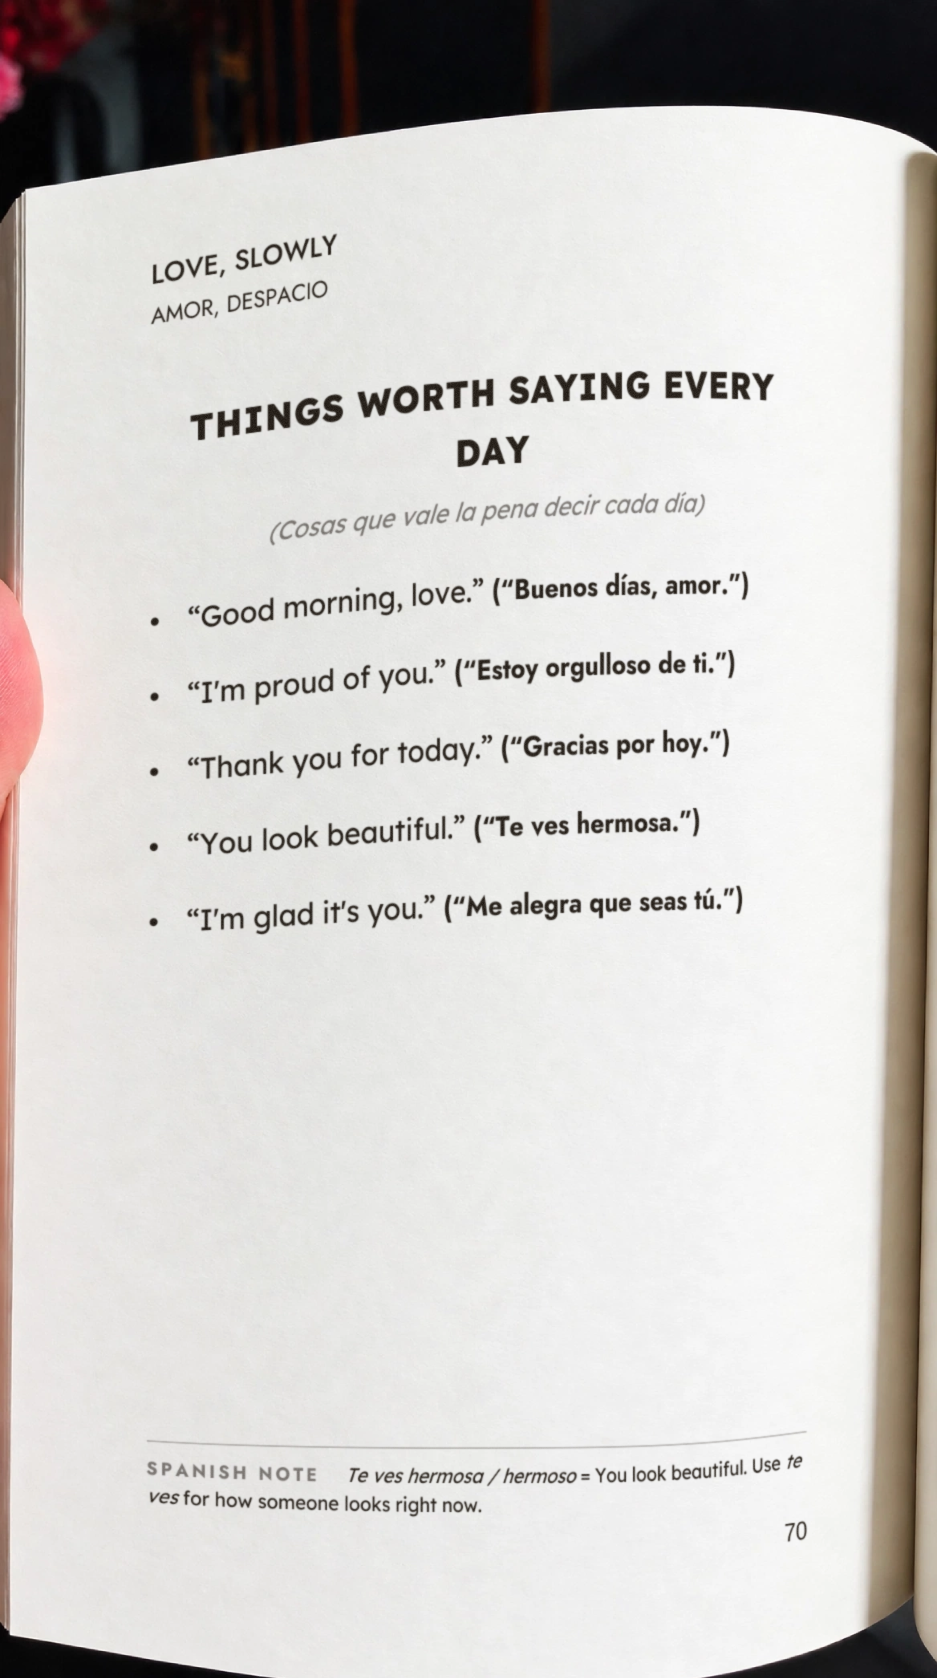 LOVE, SLOWLY
AMOR, DESPACIO
THINGS WORTH SAYING EVERY
DAY
(Cosas que vale la pena decir cada día)
• “Good morning, love.” (“Buenos días, amor.”)
• “I’m proud of you.” (“Estoy orgulloso de ti.”)
• “Thank you for today.” (“Gracias por hoy.”)
• “You look beautiful.” (“Te ves hermosa.”)
• “I’m glad it’s you.” (“Me alegra que seas tú.”)
SPANISH NOTE Te ves hermosa / hermoso = You look beautiful. Use te
ves for how someone looks right now.
70